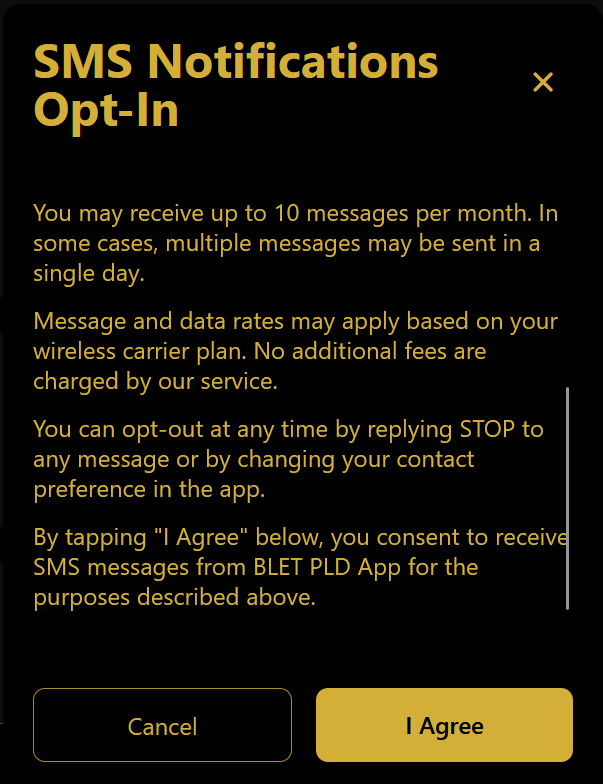 SMS Notifications
Opt-In
✕
You may receive up to 10 messages per month. In
some cases, multiple messages may be sent in a
single day.
Message and data rates may apply based on your
wireless carrier plan. No additional fees are
charged by our service.
You can opt-out at any time by replying STOP to
any message or by changing your contact
preference in the app.
By tapping "I Agree" below, you consent to receive
SMS messages from BLET PLD App for the
purposes described above.
Cancel
I Agree